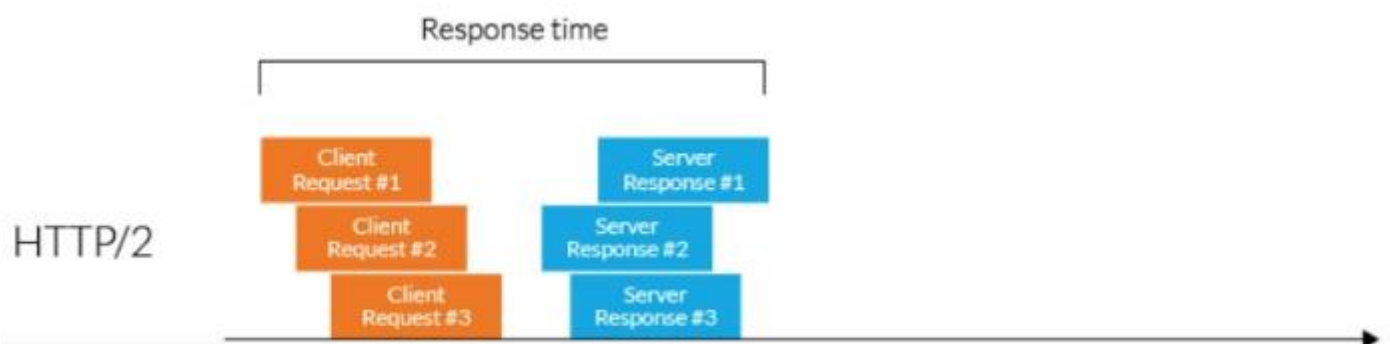 Response time
Client
Request #1
Server
Response #1
HTTP/2
Client
Request #2
Server
Response #2
Client
Request #3
Server
Response #3